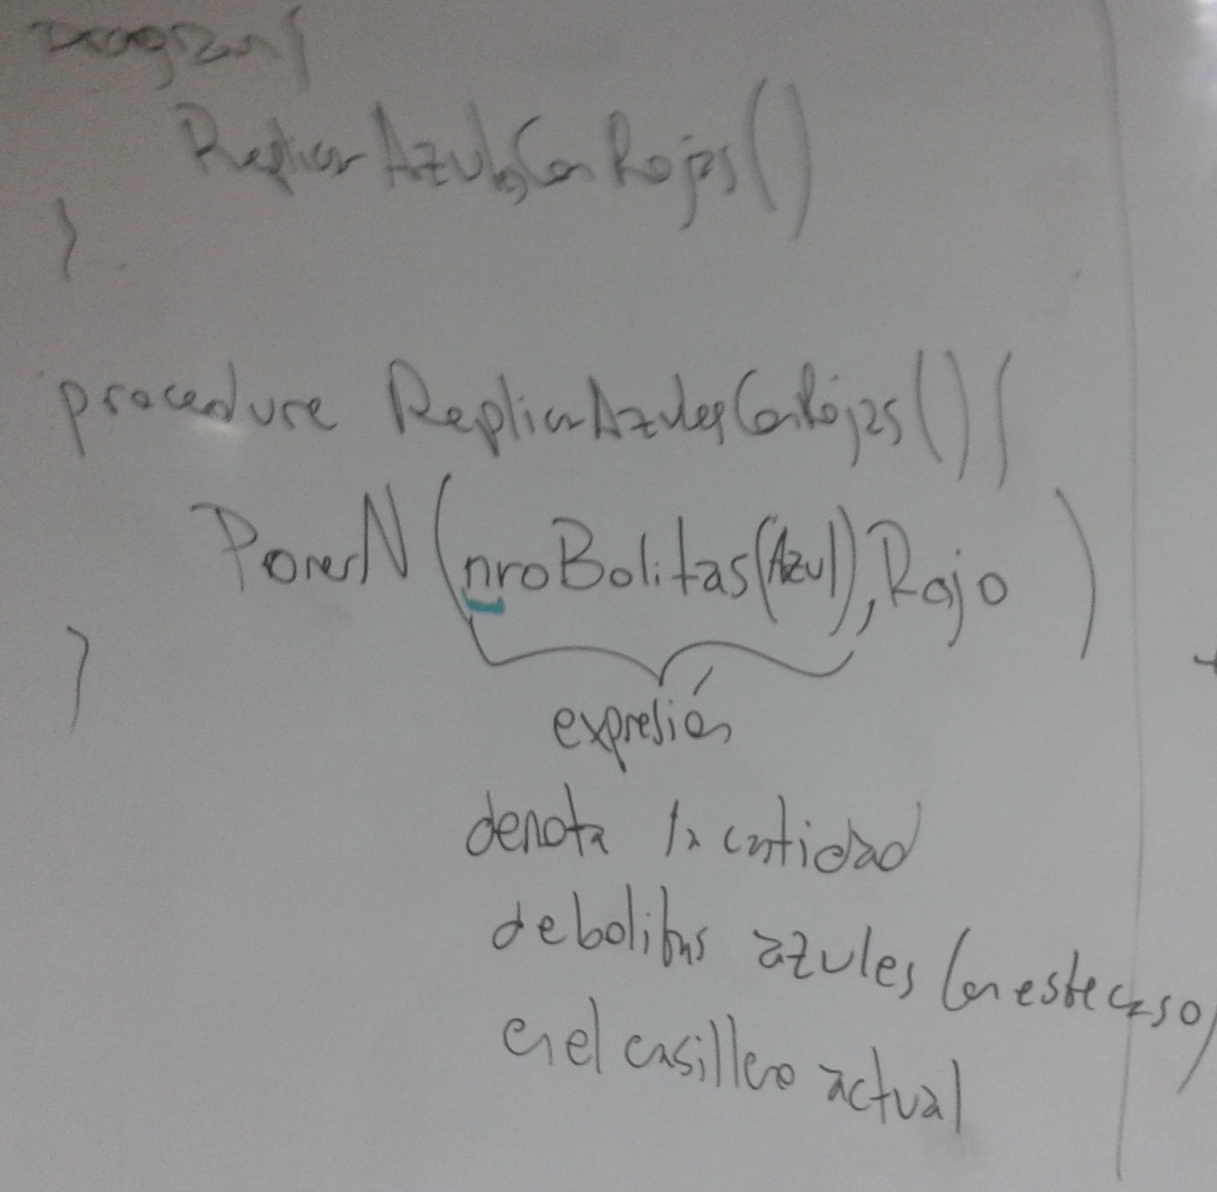 program {
ReplicarAzulesConRojas()
}
procedure ReplicarAzulesConRojas() {
PonerN(nroBolitas(Azul), Rojo)
}
expresión
denota la cantidad
de bolitas azules (en este caso)
en el casillero actual